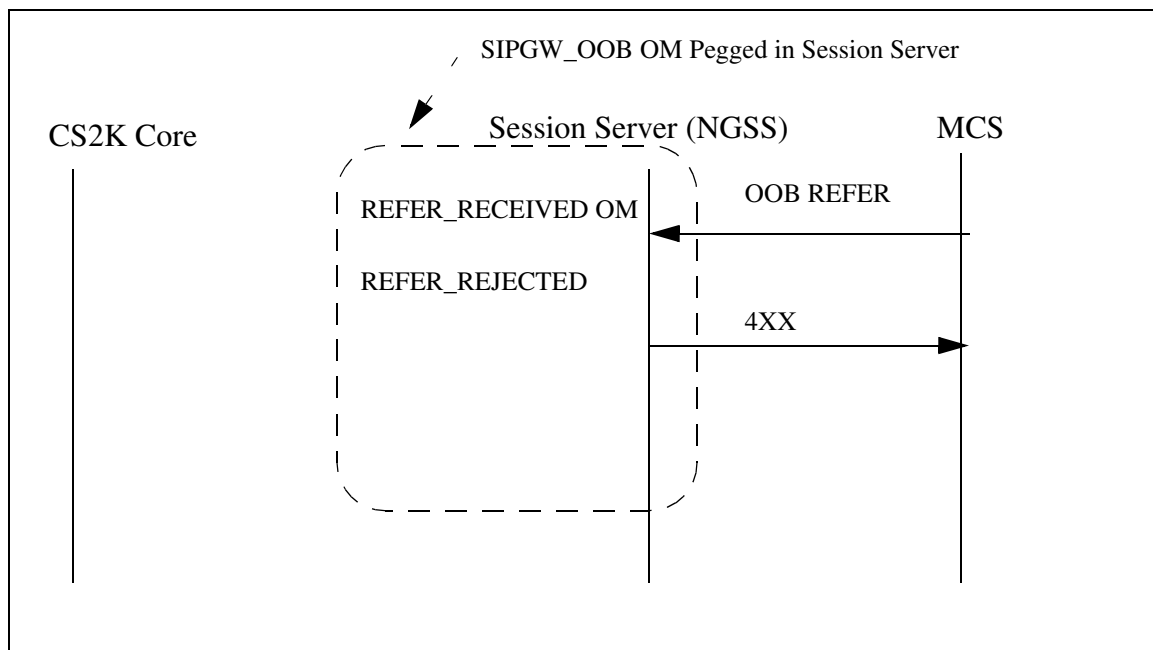 SIPGW_OOB OM Pegged in Session Server
CS2K Core
Session Server (NGSS)
MCS
REFER_RECEIVED OM
OOB REFER
REFER_REJECTED
4XX